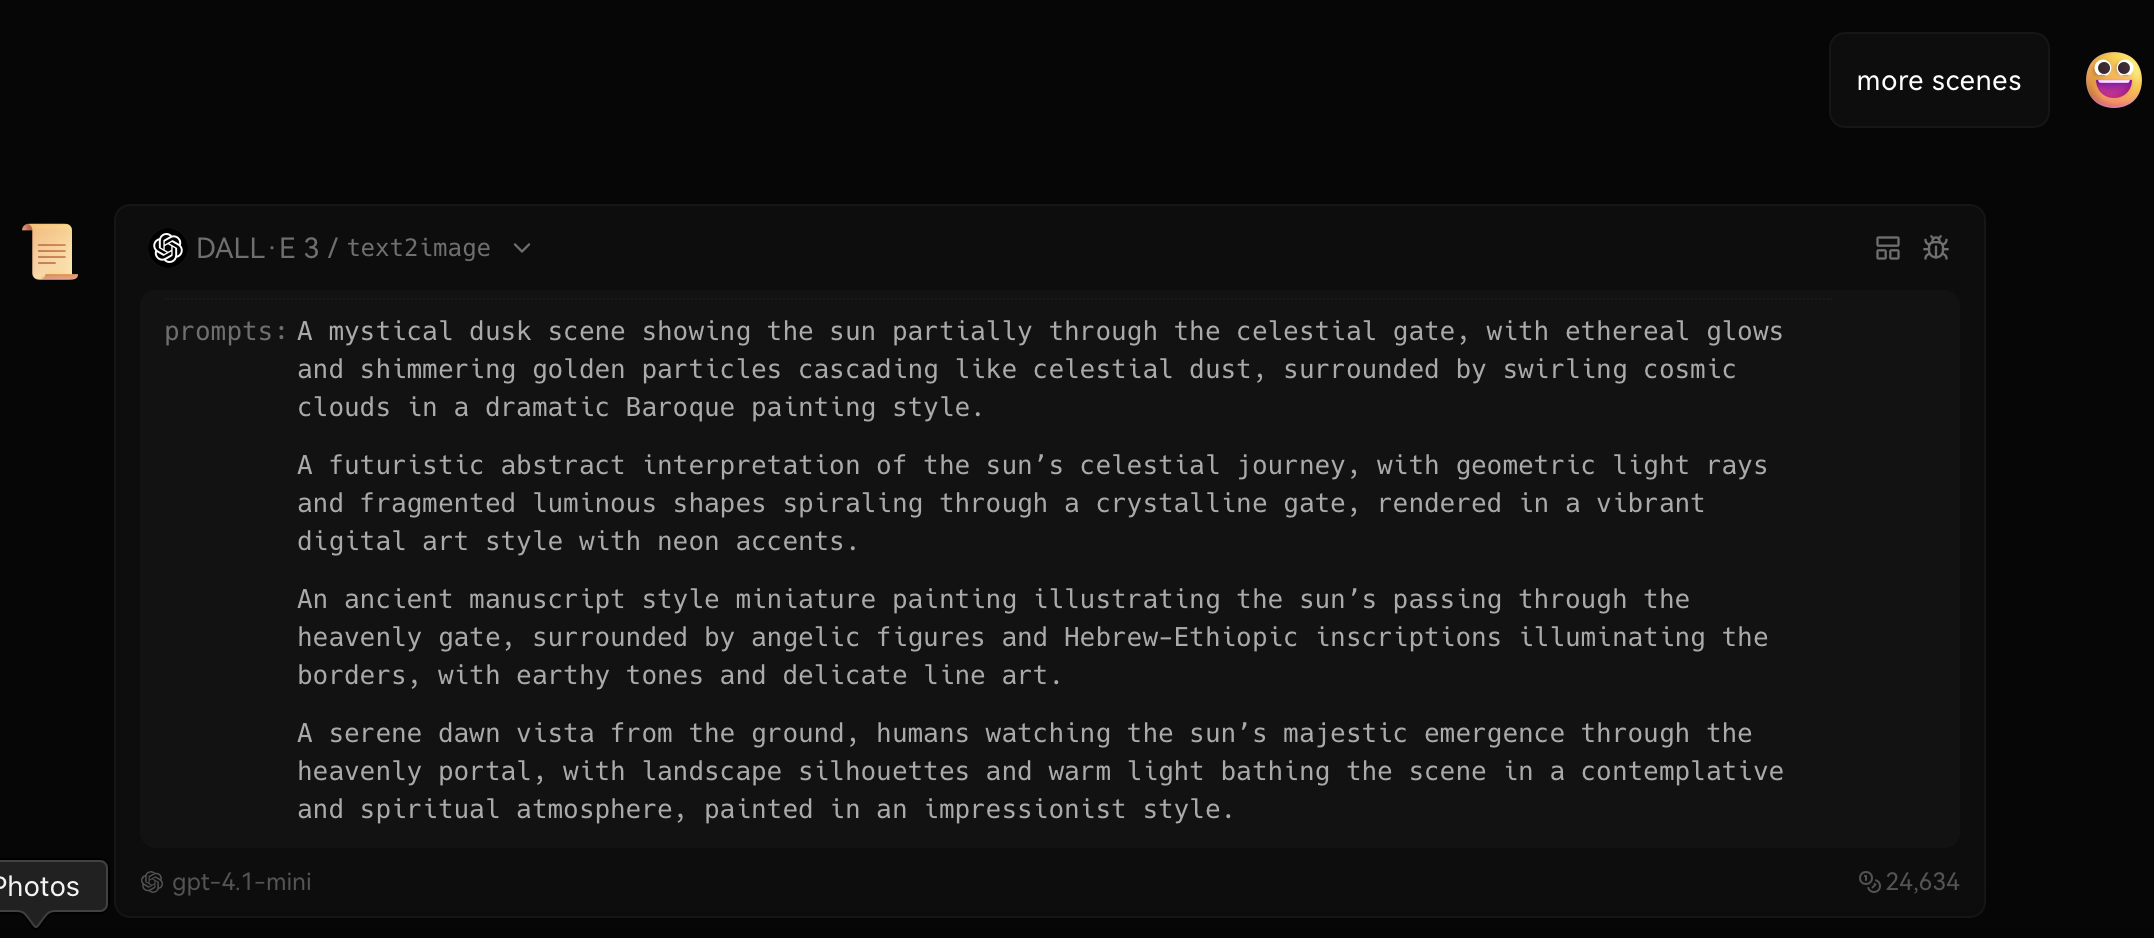 more scenes
DALL·E 3 / text2image
prompts: A mystical dusk scene showing the sun partially through the celestial gate, with ethereal glows
and shimmering golden particles cascading like celestial dust, surrounded by swirling cosmic
clouds in a dramatic Baroque painting style.
A futuristic abstract interpretation of the sun’s celestial journey, with geometric light rays
and fragmented luminous shapes spiraling through a crystalline gate, rendered in a vibrant
digital art style with neon accents.
An ancient manuscript style miniature painting illustrating the sun’s passing through the
heavenly gate, surrounded by angelic figures and Hebrew-Ethiopic inscriptions illuminating the
borders, with earthy tones and delicate line art.
A serene dawn vista from the ground, humans watching the sun’s majestic emergence through the
heavenly portal, with landscape silhouettes and warm light bathing the scene in a contemplative
and spiritual atmosphere, painted in an impressionist style.
Photos
gpt-4.1-mini
24,634